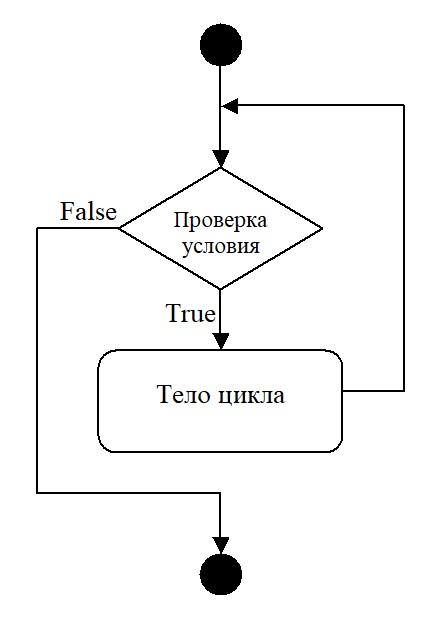 False
Проверка
условия
True
Тело цикла